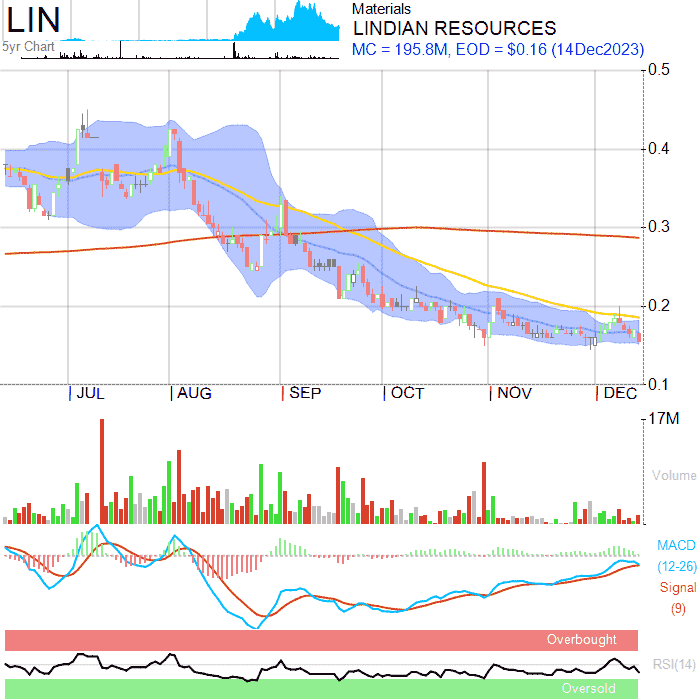 LIN
5yr Chart
Materials
LINDIAN RESOURCES
MC = 195.8M, EOD = $0.16 (14Dec2023)
0.5
0.4
0.3
0.2
0.1
JUL AUG SEP OCT NOV DEC
17M
Volume
MACD
(12-26)
Signal
(9)
Overbought
RSI(14)
Oversold